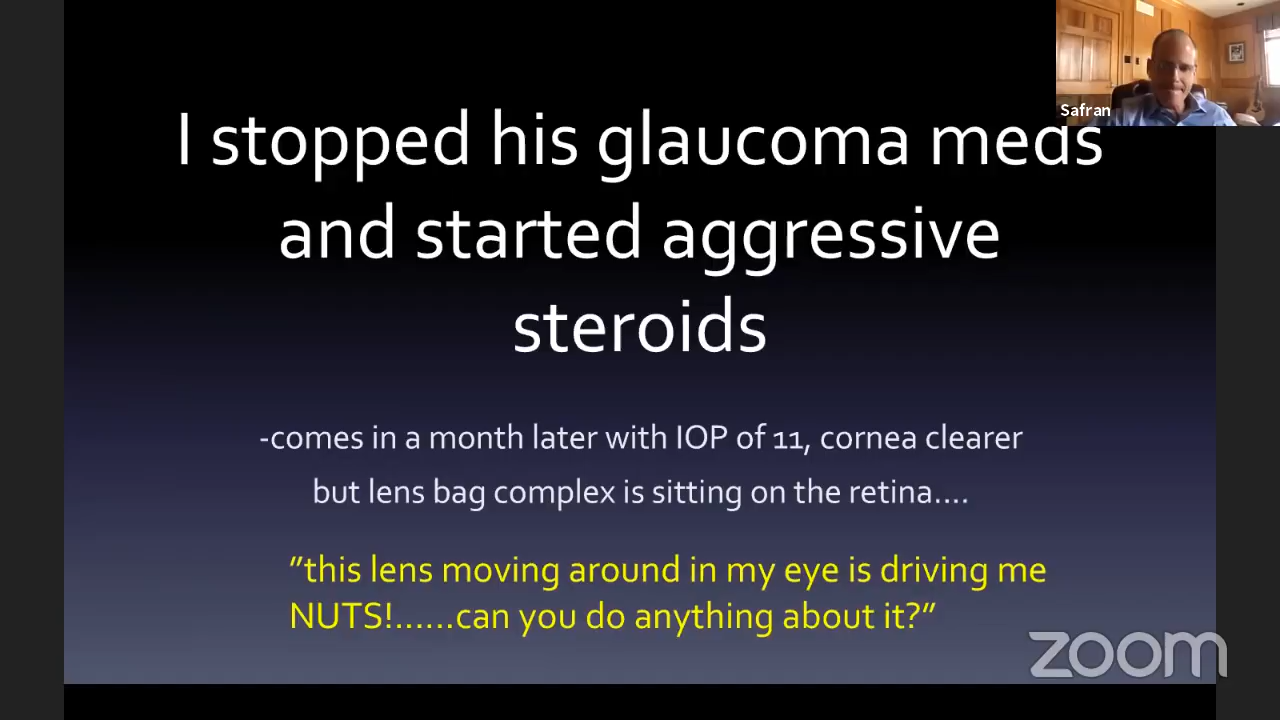 Safran
I stopped his glaucoma meds
and started aggressive
steroids
-comes in a month later with IOP of 11, cornea clearer
but lens bag complex is sitting on the retina....
"this lens moving around in my eye is driving me
NUTS!......can you do anything about it?"
zoom